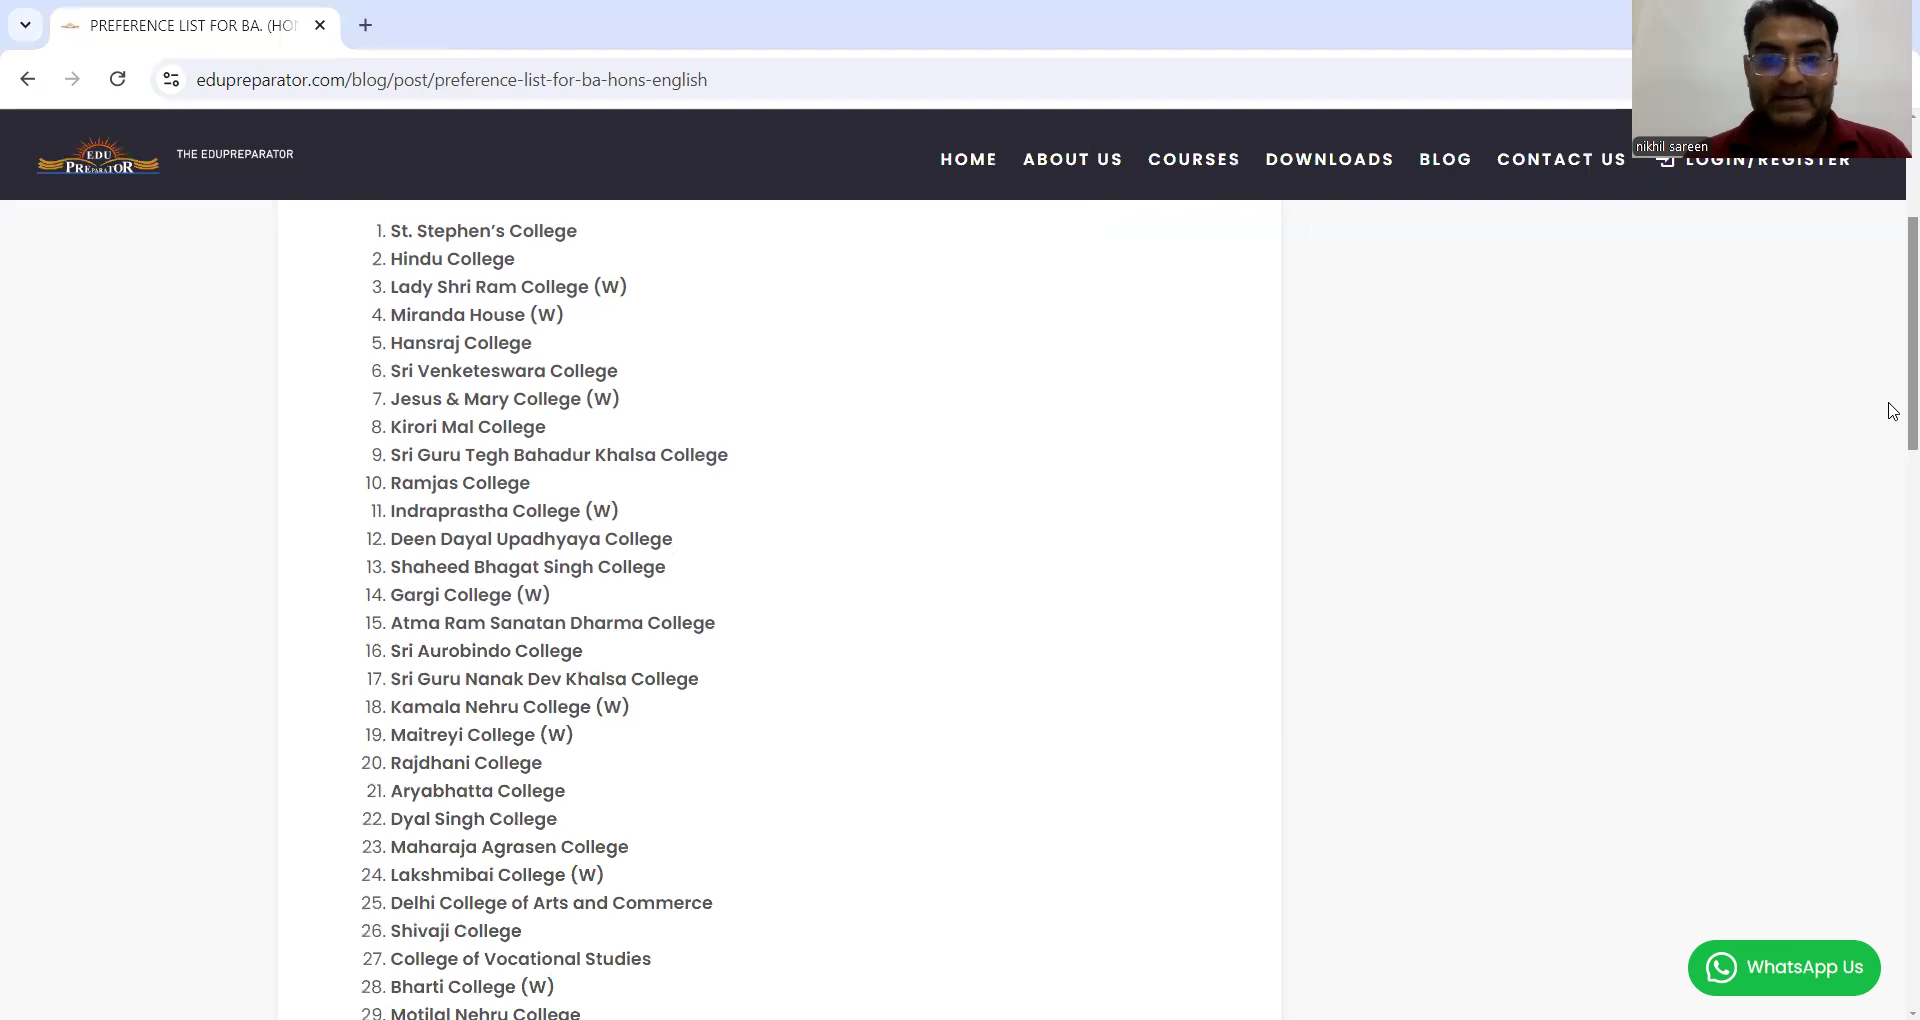 PREFERENCE LIST FOR BA. (HO
edupreparator.com/blog/post/preference-list-for-ba-hons-english
nikhil sareen
EDU
PREPARATOR
THE EDUPREPARATOR
HOME ABOUT US COURSES DOWNLOADS BLOG CONTACT US LOGIN/REGISTER
1. St. Stephen’s College
2. Hindu College
3. Lady Shri Ram College (W)
4. Miranda House (W)
5. Hansraj College
6. Sri Venketeswara College
7. Jesus & Mary College (W)
8. Kirori Mal College
9. Sri Guru Tegh Bahadur Khalsa College
10. Ramjas College
11. Indraprastha College (W)
12. Deen Dayal Upadhyaya College
13. Shaheed Bhagat Singh College
14. Gargi College (W)
15. Atma Ram Sanatan Dharma College
16. Sri Aurobindo College
17. Sri Guru Nanak Dev Khalsa College
18. Kamala Nehru College (W)
19. Maitreyi College (W)
20. Rajdhani College
21. Aryabhatta College
22. Dyal Singh College
23. Maharaja Agrasen College
24. Lakshmibai College (W)
25. Delhi College of Arts and Commerce
26. Shivaji College
27. College of Vocational Studies
28. Bharti College (W)
29. Motilal Nehru College
WhatsApp Us